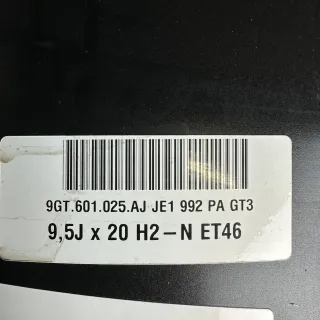 9GT.601.025.AJ JE1 992 PA GT3
9,5J x 20 H2-N ET46